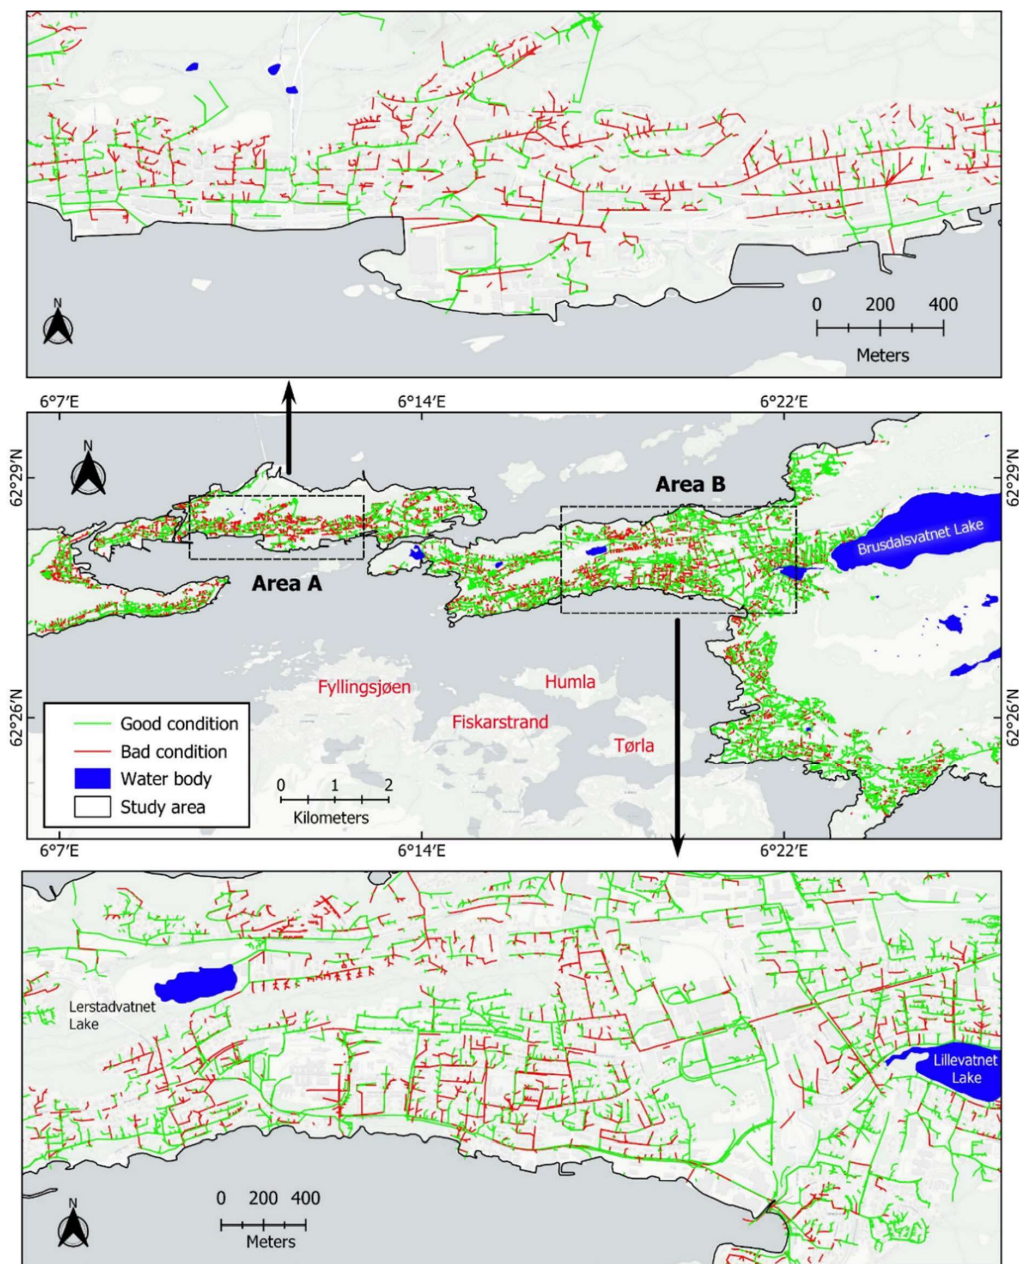 N
0 200 400
Meters
6°7'E 6°14'E 6°22'E
N
62°29'N
62°29'N
Area B
Brusdalsvatnet Lake
Area A
Fyllingsjøen
Humla
Fiskarstrand
Tørla
62°26'N
62°26'N
Good condition
Bad condition
Water body
Study area
0 1 2
Kilometers
6°7'E 6°14'E 6°22'E
Lerstadvatnet
Lake
Lillevatnet
Lake
N
0 200 400
Meters